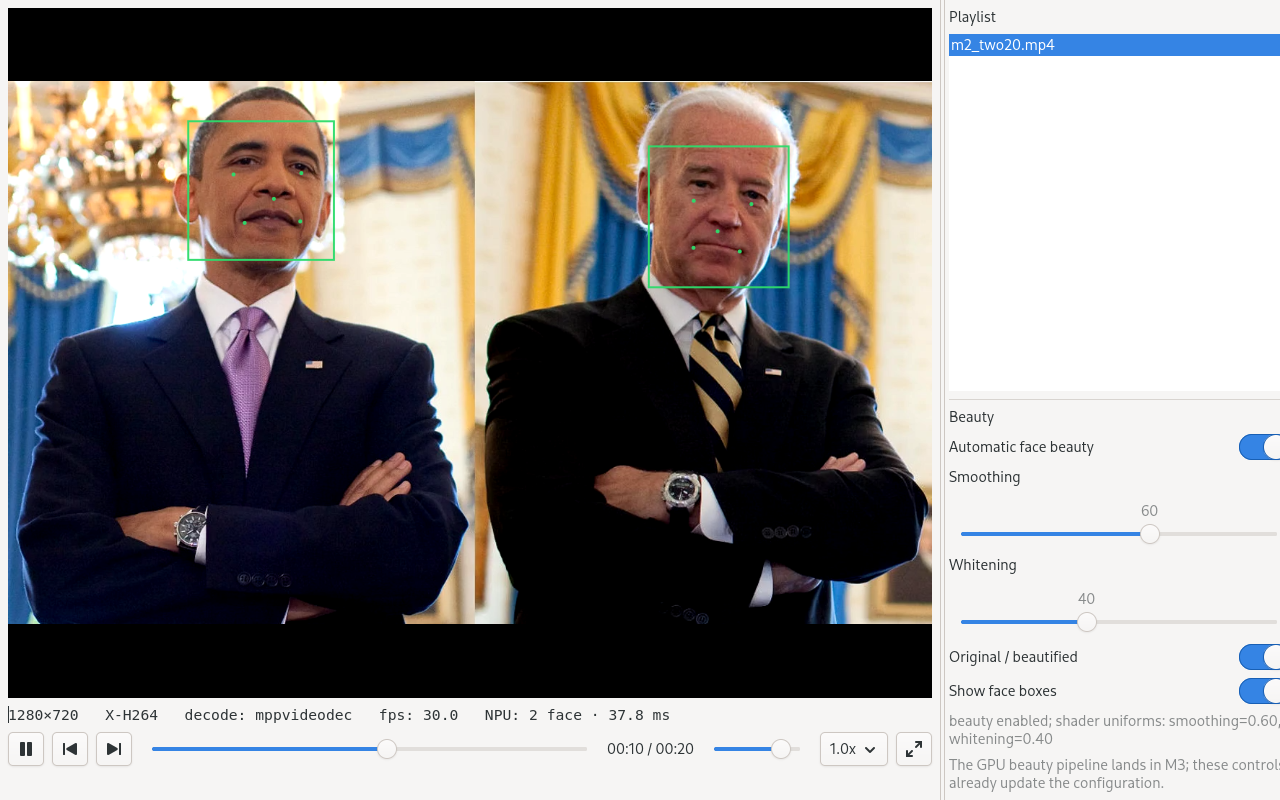 Playlist
m2_two20.mp4
Beauty
Automatic face beauty
Smoothing
60
Whitening
40
Original / beautified
Show face boxes
beauty enabled; shader uniforms: smoothing=0.60,
whitening=0.40
The GPU beauty pipeline lands in M3; these controls
already update the configuration.
1280×720 X-H264 decode: mppvideodec fps: 30.0 NPU: 2 face · 37.8 ms
00:10 / 00:20 1.0x